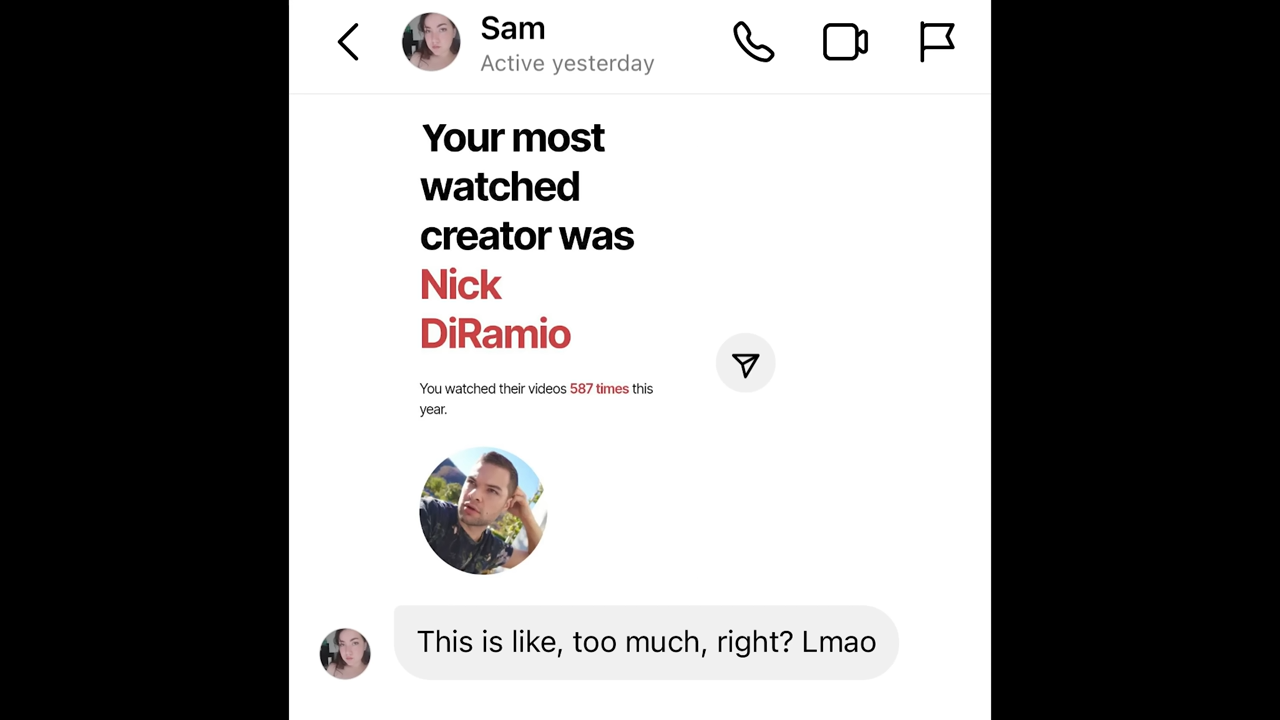 Sam
Active yesterday
Your most
watched
creator was
Nick
DiRamio
You watched their videos 587 times this
year.
This is like, too much, right? Lmao